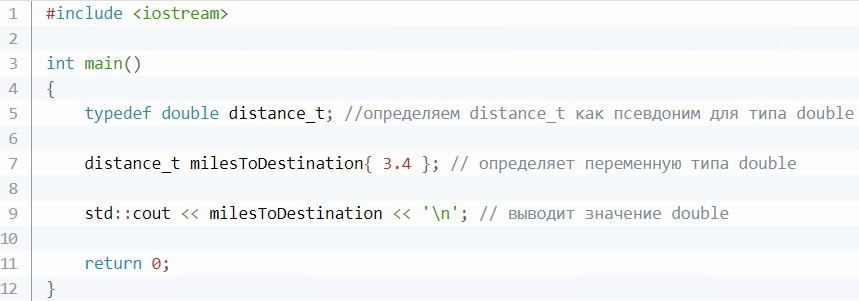 1 #include <iostream>
2
3 int main()
4 {
5 typedef double distance_t; //определяем distance_t как псевдоним для типа double
6
7 distance_t milesToDestination{ 3.4 }; // определяет переменную типа double
8
9 std::cout << milesToDestination << '\n'; // выводит значение double
10
11 return 0;
12 }